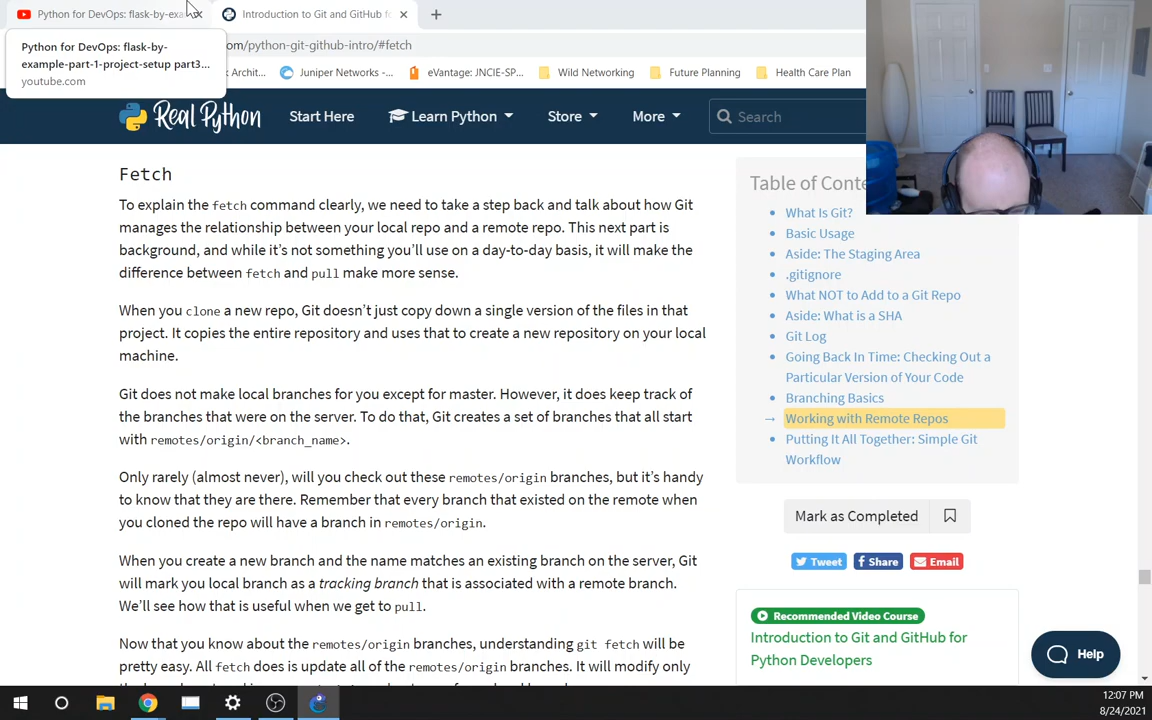 Python for DevOps: flask-by-exa
Introduction to Git and GitHub f
Python for DevOps: flask-by-
example-part-1-project-setup part3...
youtube.com
om/python-git-github-intro/#fetch
k Archit...
Juniper Networks -...
eVantage: JNCIE-SP...
Wild Networking
Future Planning
Health Care Plan
Real Python
Start Here
Learn Python
Store
More
Search
Fetch
To explain the fetch command clearly, we need to take a step back and talk about how Git
manages the relationship between your local repo and a remote repo. This next part is
background, and while it's not something you'll use on a day-to-day basis, it will make the
difference between fetch and pull make more sense.
When you clone a new repo, Git doesn't just copy down a single version of the files in that
project. It copies the entire repository and uses that to create a new repository on your local
machine.
Git does not make local branches for you except for master. However, it does keep track of
the branches that were on the server. To do that, Git creates a set of branches that all start
with remotes/origin/<branch_name>.
Only rarely (almost never), will you check out these remotes/origin branches, but it's handy
to know that they are there. Remember that every branch that existed on the remote when
you cloned the repo will have a branch in remotes/origin.
When you create a new branch and the name matches an existing branch on the server, Git
will mark you local branch as a tracking branch that is associated with a remote branch.
We'll see how that is useful when we get to pull.
Now that you know about the remotes/origin branches, understanding git fetch will be
pretty easy. All fetch does is update all of the remotes/origin branches. It will modify only
Table of Conte
What Is Git?
Basic Usage
Aside: The Staging Area
.gitignore
What NOT to Add to a Git Repo
Aside: What is a SHA
Git Log
Going Back In Time: Checking Out a
Particular Version of Your Code
Branching Basics
→ Working with Remote Repos
Putting It All Together: Simple Git
Workflow
Mark as Completed
Tweet
Share
Email
Recommended Video Course
Introduction to Git and GitHub for
Python Developers
Help
12:07 PM
8/24/2021